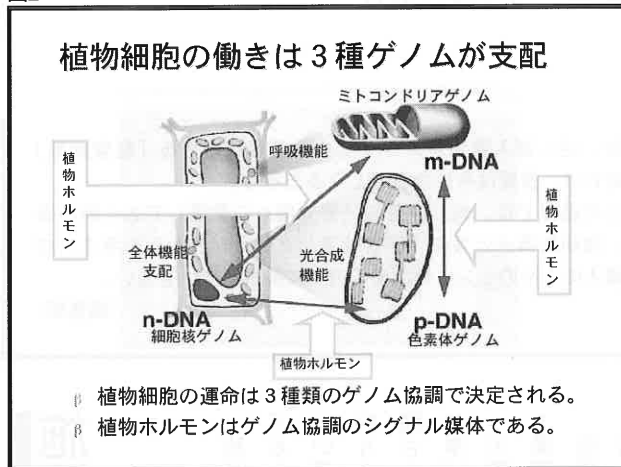 植物細胞の働きは３種ゲノムが支配
ミトコンドリアゲノム
呼吸機能
m-DNA
植物ホルモン
植物ホルモン
全体機能
支配
光合成
機能
n-DNA
細胞核ゲノム
p-DNA
色素体ゲノム
植物ホルモン
β 植物細胞の運命は３種類のゲノム協調で決定される。
β 植物ホルモンはゲノム協調のシグナル媒体である。